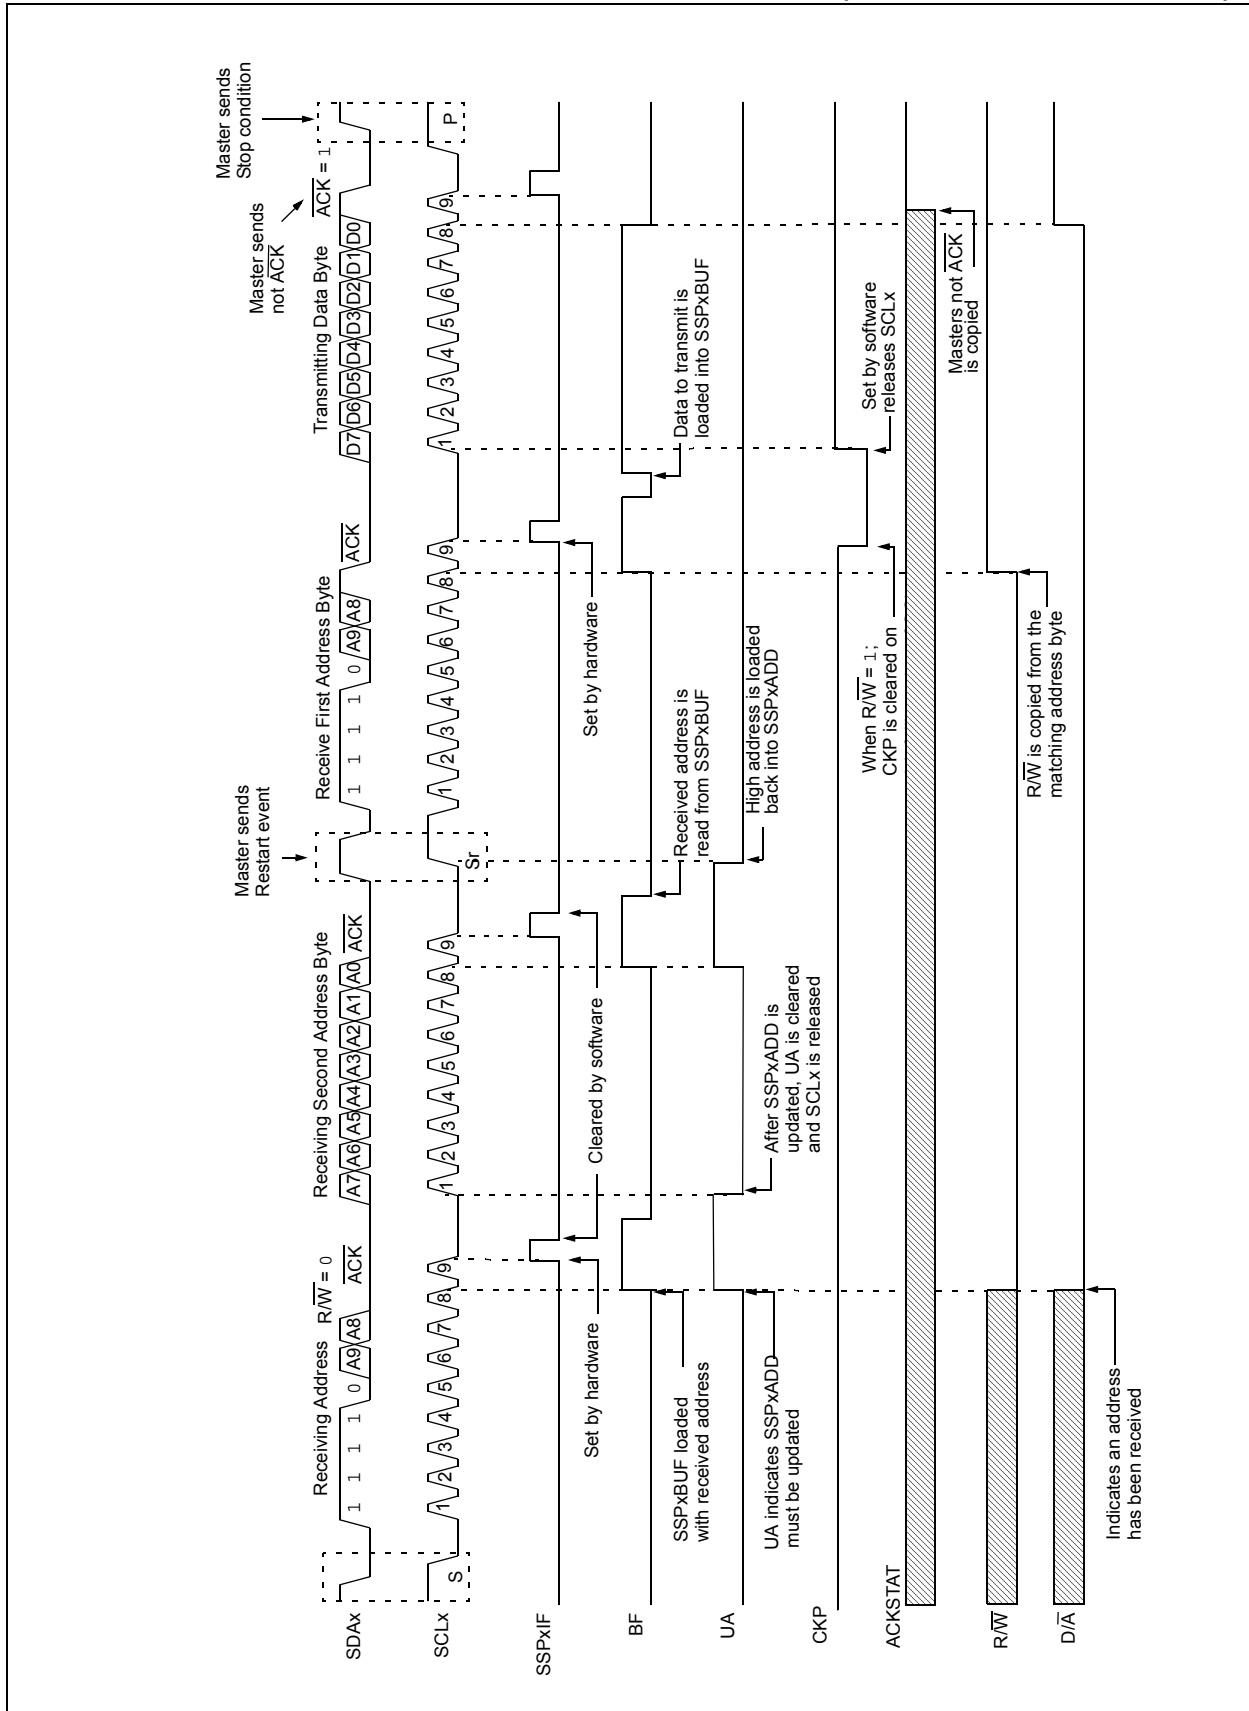 Master sends
Stop condition
Master sends
not ACK
Master sends
Restart event
Receiving Address R/W = 0
ACK
Receiving Second Address Byte
ACK
Receive First Address Byte
ACK
Transmitting Data Byte
ACK = 1
SDAx
1 1 1 1 0 A9 A8
A7 A6 A5 A4 A3 A2 A1 A0
1 1 1 1 0 A9 A8
D7 D6 D5 D4 D3 D2 D1 D0
SCLx
S
1 2 3 4 5 6 7 8 9
1 2 3 4 5 6 7 8 9
Sr
1 2 3 4 5 6 7 8 9
1 2 3 4 5 6 7 8 9
P
SSPxIF
Set by hardware
Cleared by software
Set by hardware
BF
SSPxBUF loaded
with received address
Received address is
read from SSPxBUF
Data to transmit is
loaded into SSPxBUF
UA
UA indicates SSPxADD
must be updated
After SSPxADD is
updated, UA is cleared
and SCLx is released
High address is loaded
back into SSPxADD
CKP
When R/W = 1;
CKP is cleared on
Set by software
releases SCLx
ACKSTAT
Masters not ACK
is copied
R/W
R/W is copied from the
matching address byte
D/A
Indicates an address
has been received